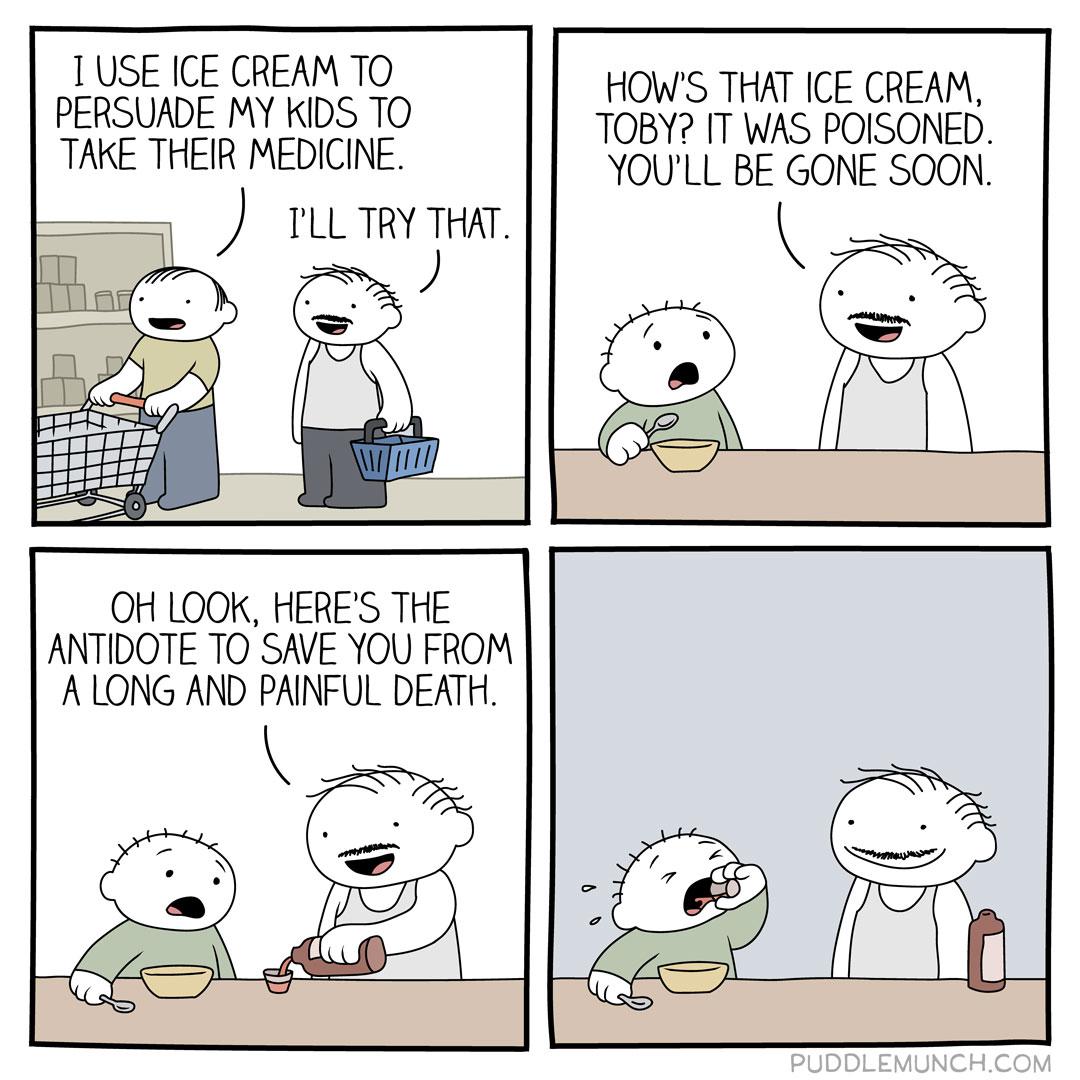 I USE ICE CREAM TO
PERSUADE MY KIDS TO
TAKE THEIR MEDICINE.
I'LL TRY THAT.
HOW'S THAT ICE CREAM,
TOBY? IT WAS POISONED.
YOU'LL BE GONE SOON.
OH LOOK, HERE'S THE
ANTIDOTE TO SAVE YOU FROM
A LONG AND PAINFUL DEATH.
PUDDLEMUNCH.COM